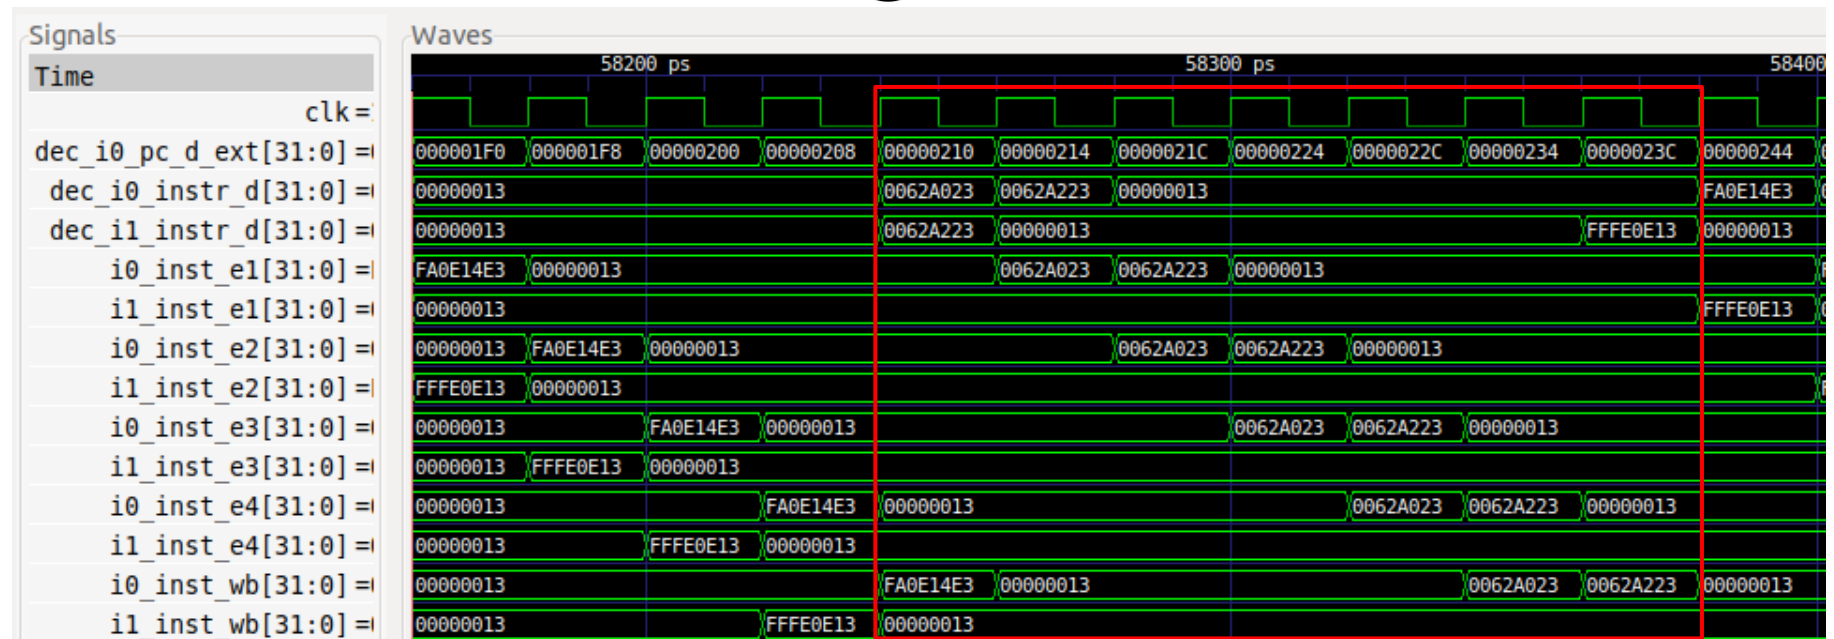 Signals
Waves
Time
58200 ps
58300 ps
58400
clk =
dec_i0_pc_d_ext[31:0] = 000001F0 000001F8 00000200 00000208 00000210 00000214 0000021C 00000224 0000022C 00000234 0000023C 00000244
dec_i0_instr_d[31:0] = 00000013 0062A023 0062A223 00000013 FA0E14E3
dec_i1_instr_d[31:0] = 00000013 0062A223 00000013 FFFE0E13 00000013
i0_inst_e1[31:0] = FA0E14E3 00000013 0062A023 0062A223 00000013
i1_inst_e1[31:0] = 00000013 FFFE0E13
i0_inst_e2[31:0] = 00000013 FA0E14E3 00000013 0062A023 0062A223 00000013
i1_inst_e2[31:0] = FFFE0E13 00000013
i0_inst_e3[31:0] = 00000013 FA0E14E3 00000013 0062A023 0062A223 00000013
i1_inst_e3[31:0] = 00000013 FFFE0E13 00000013
i0_inst_e4[31:0] = 00000013 FA0E14E3 00000013 0062A023 0062A223 00000013
i1_inst_e4[31:0] = 00000013 FFFE0E13 00000013
i0_inst_wb[31:0] = 00000013 FA0E14E3 00000013 0062A023 0062A223 00000013
i1_inst_wb[31:0] = 00000013 FFFE0E13 00000013